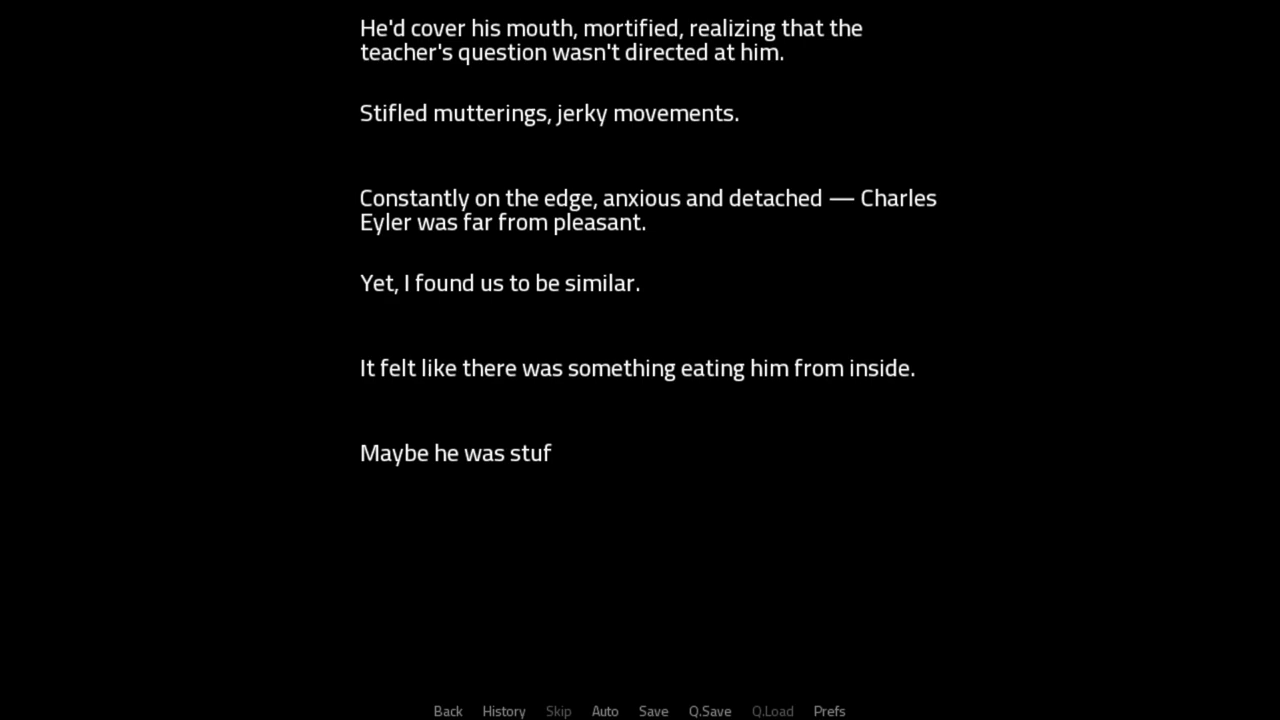 He'd cover his mouth, mortified, realizing that the
teacher's question wasn't directed at him.
Stifled mutterings, jerky movements.
Constantly on the edge, anxious and detached — Charles
Eyler was far from pleasant.
Yet, I found us to be similar.
It felt like there was something eating him from inside.
Maybe he was stuf
Back History Skip Auto Save Q.Save Q.Load Prefs